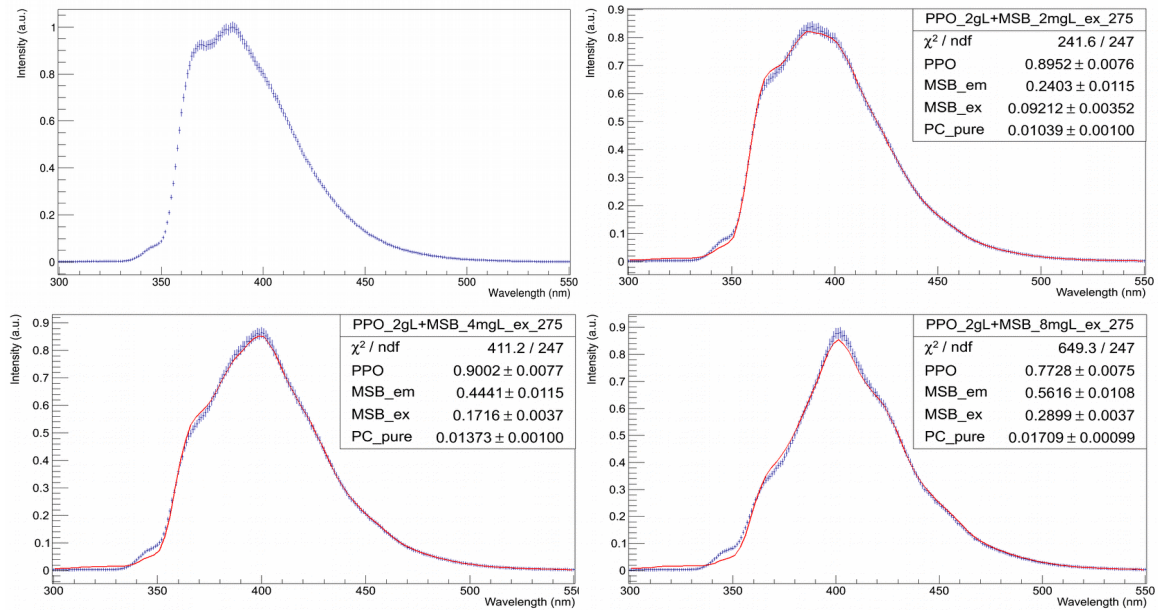 Intensity (a.u.)
1
0.8
0.6
0.4
0.2
0
300 350 400 450 500 550
Wavelength (nm)
Intensity (a.u.)
0.9
0.8
0.7
0.6
0.5
0.4
0.3
0.2
0.1
0
300 350 400 450 500 550
Wavelength (nm)
PPO_2gL+MSB_2mgL_ex_275
χ² / ndf 241.6 / 247
PPO 0.8952 ± 0.0076
MSB_em 0.2403 ± 0.0115
MSB_ex 0.09212 ± 0.00352
PC_pure 0.01039 ± 0.00100
Intensity (a.u.)
0.9
0.8
0.7
0.6
0.5
0.4
0.3
0.2
0.1
0
300 350 400 450 500 550
Wavelength (nm)
PPO_2gL+MSB_4mgL_ex_275
χ² / ndf 411.2 / 247
PPO 0.9002 ± 0.0077
MSB_em 0.4441 ± 0.0115
MSB_ex 0.1716 ± 0.0037
PC_pure 0.01373 ± 0.00100
Intensity (a.u.)
0.9
0.8
0.7
0.6
0.5
0.4
0.3
0.2
0.1
0
300 350 400 450 500 550
Wavelength (nm)
PPO_2gL+MSB_8mgL_ex_275
χ² / ndf 649.3 / 247
PPO 0.7728 ± 0.0075
MSB_em 0.5616 ± 0.0108
MSB_ex 0.2899 ± 0.0037
PC_pure 0.01709 ± 0.00099